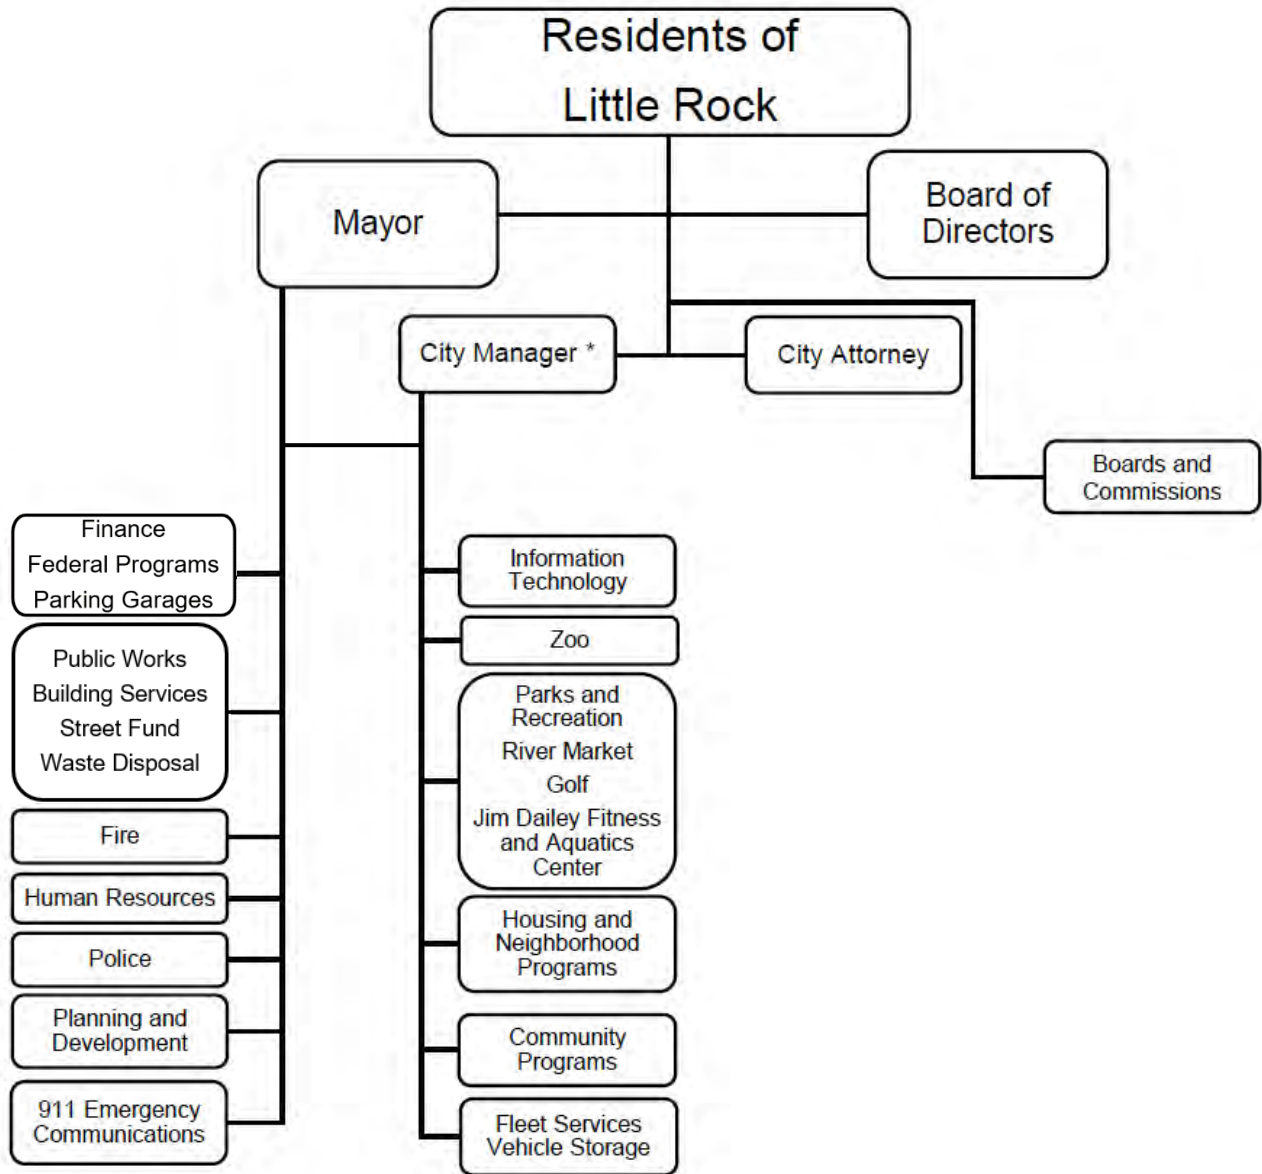 Residents of
Little Rock
Mayor
Board of
Directors
City Manager *
City Attorney
Boards and
Commissions
Finance
Federal Programs
Parking Garages
Public Works
Building Services
Street Fund
Waste Disposal
Fire
Human Resources
Police
Planning and
Development
911 Emergency
Communications
Information
Technology
Zoo
Parks and
Recreation
River Market
Golf
Jim Dailey Fitness
and Aquatics
Center
Housing and
Neighborhood
Programs
Community
Programs
Fleet Services
Vehicle Storage